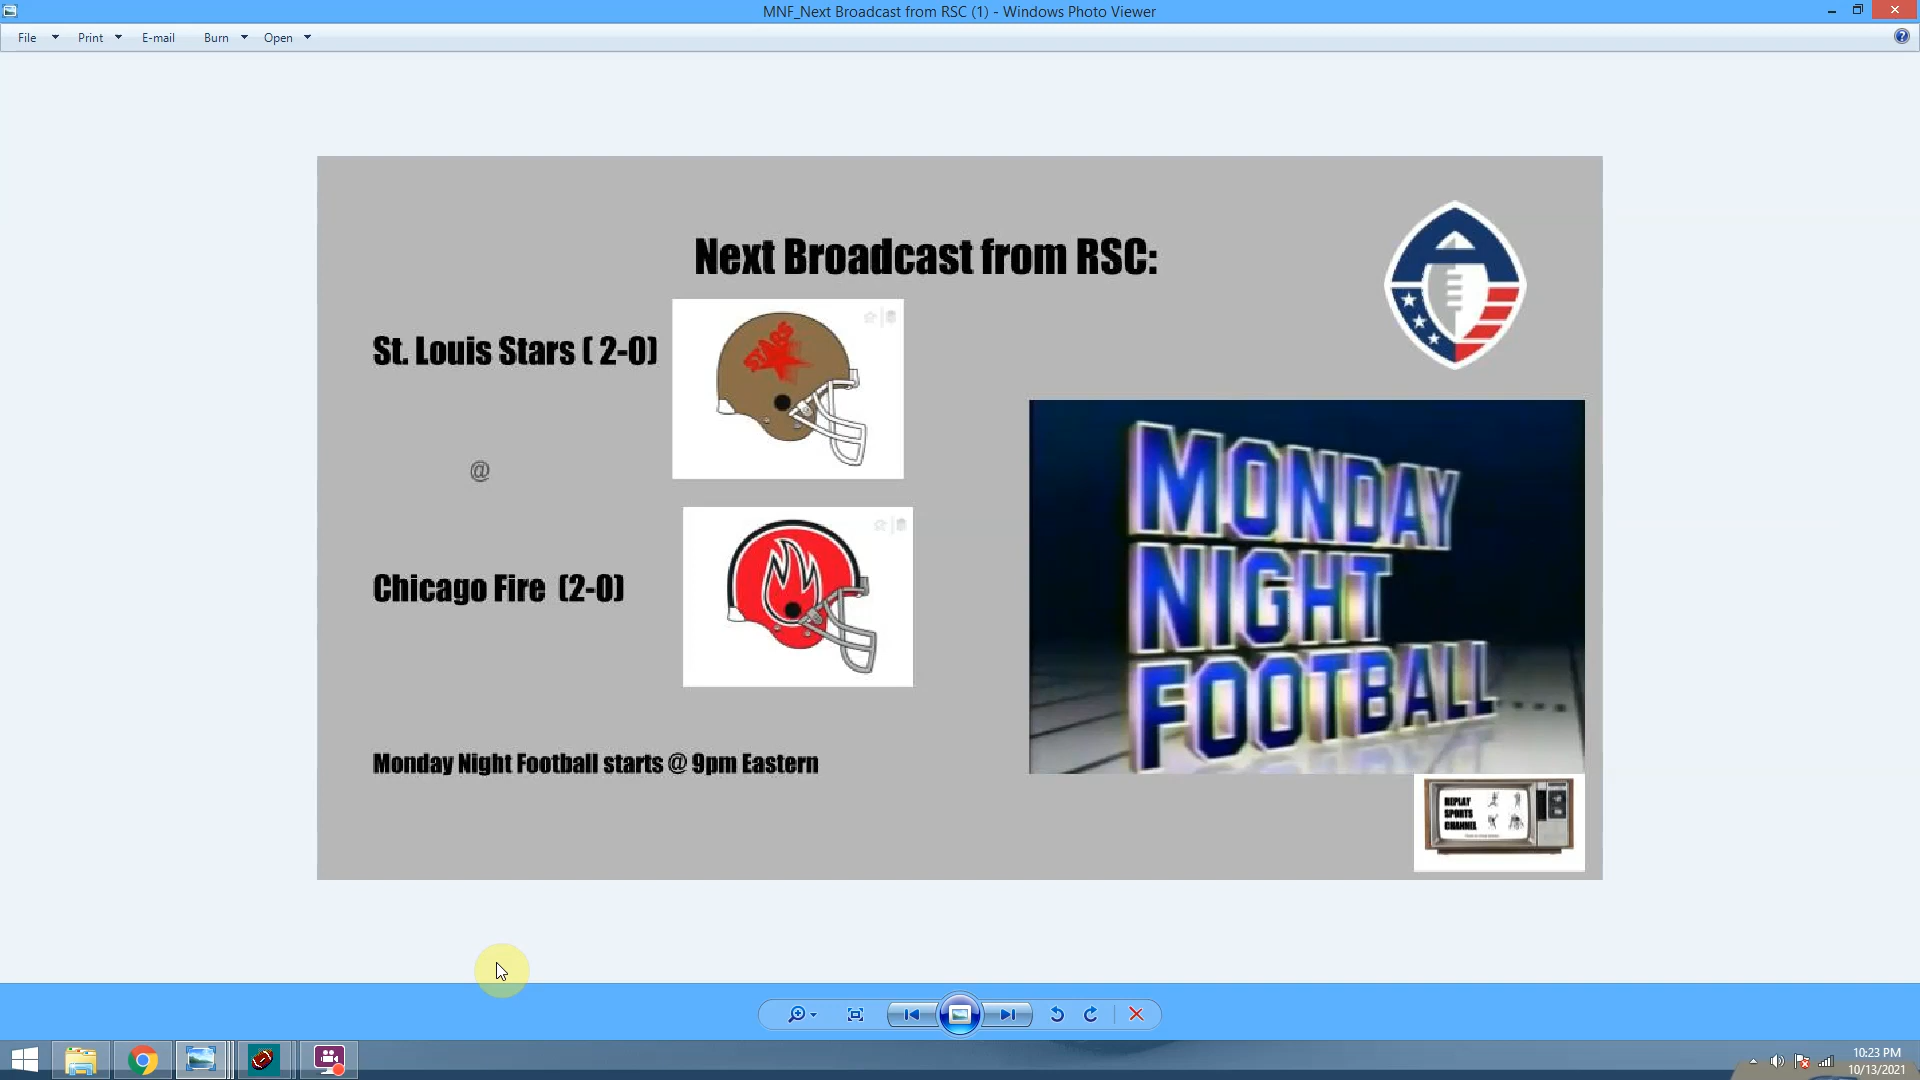 MNF_Next Broadcast from RSC (1) - Windows Photo Viewer
File Print E-mail Burn Open
Next Broadcast from RSC:
St. Louis Stars ( 2-0)
STARS
@
Chicago Fire (2-0)
MONDAY
NIGHT
FOOTBALL
Monday Night Football starts @ 9pm Eastern
REPLAY
SPORTS
CHANNEL
10:23 PM
10/13/2021